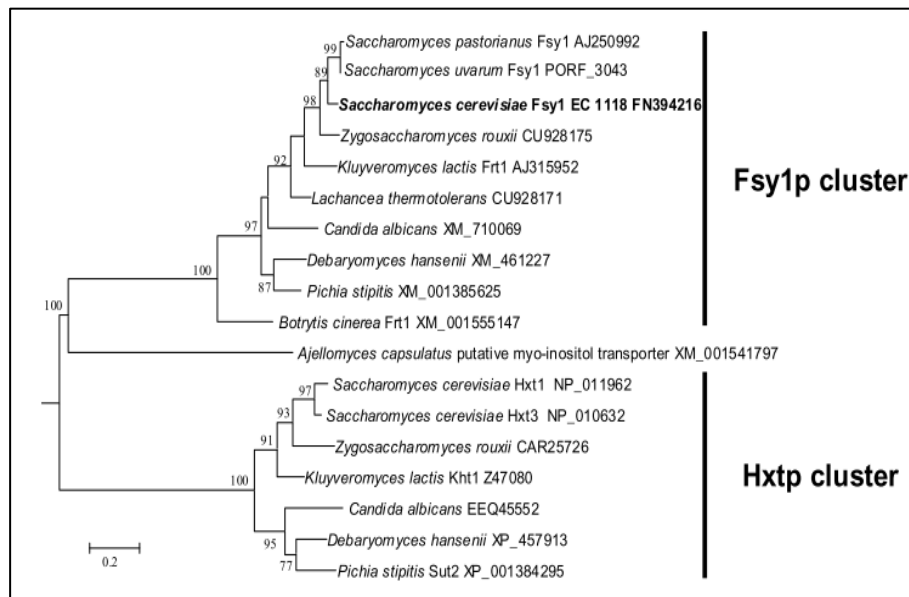 Saccharomyces pastorianus Fsy1 AJ250992
99
Saccharomyces uvarum Fsy1 PORF_3043
89
Saccharomyces cerevisiae Fsy1 EC 1118 FN394216
98
Zygosaccharomyces rouxii CU928175
92
Kluyveromyces lactis Frt1 AJ315952
Fsy1p cluster
Lachancea thermotolerans CU928171
97
Candida albicans XM_710069
Debaryomyces hansenii XM_461227
100
87
Pichia stipitis XM_001385625
100
Botrytis cinerea Frt1 XM_001555147
Ajellomyces capsulatus putative myo-inositol transporter XM_001541797
97
Saccharomyces cerevisiae Hxt1 NP_011962
93
Saccharomyces cerevisiae Hxt3 NP_010632
91
Zygosaccharomyces rouxii CAR25726
100
Kluyveromyces lactis Kht1 Z47080
Hxtp cluster
Candida albicans EEQ45552
95
Debaryomyces hansenii XP_457913
77
Pichia stipitis Sut2 XP_001384295
0.2